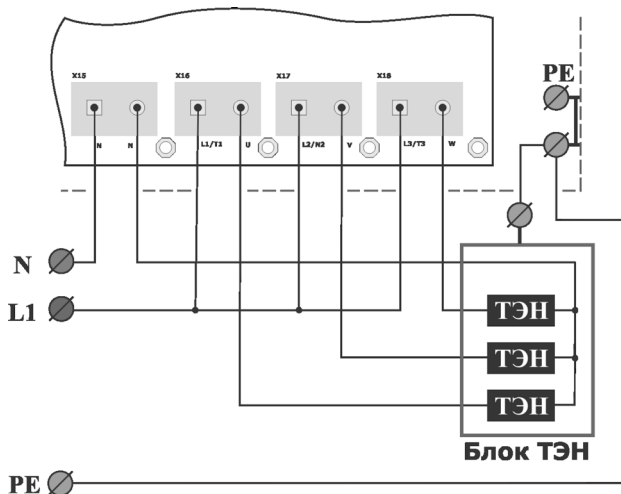 X15 X16 X17 X18
PE
N N L1/T1 U L2/N2 V L3/T3 W
N
L1
ТЭН
ТЭН
ТЭН
Блок ТЭН
PE